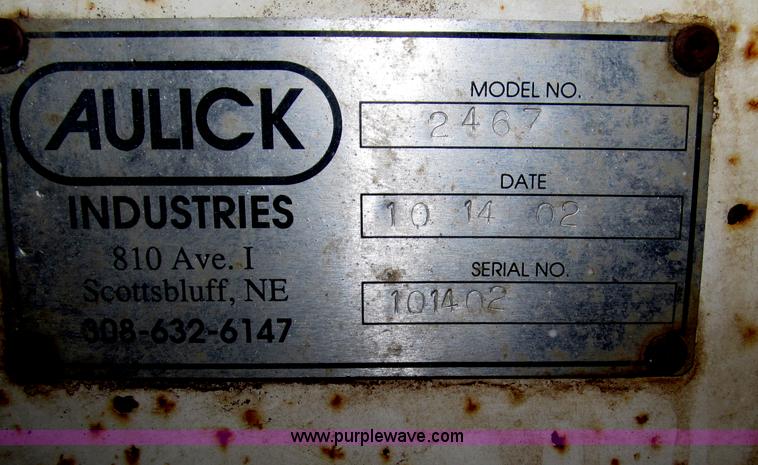 AULICK
INDUSTRIES
810 Ave. I
Scottsbluff, NE
308-632-6147
MODEL NO.
2467
DATE
10 14 02
SERIAL NO.
101402
www.purplewave.com